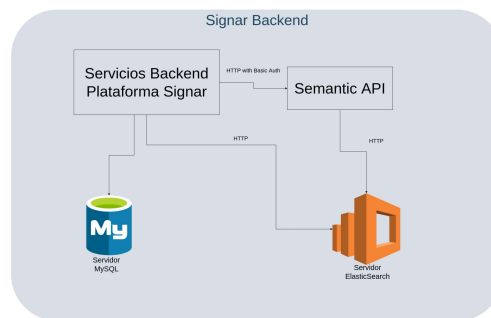 Signar Backend
Servicios Backend
Plataforma Signar
HTTP with Basic Auth
Semantic API
HTTP
HTTP
My
Servidor
MySQL
Servidor
ElasticSearch